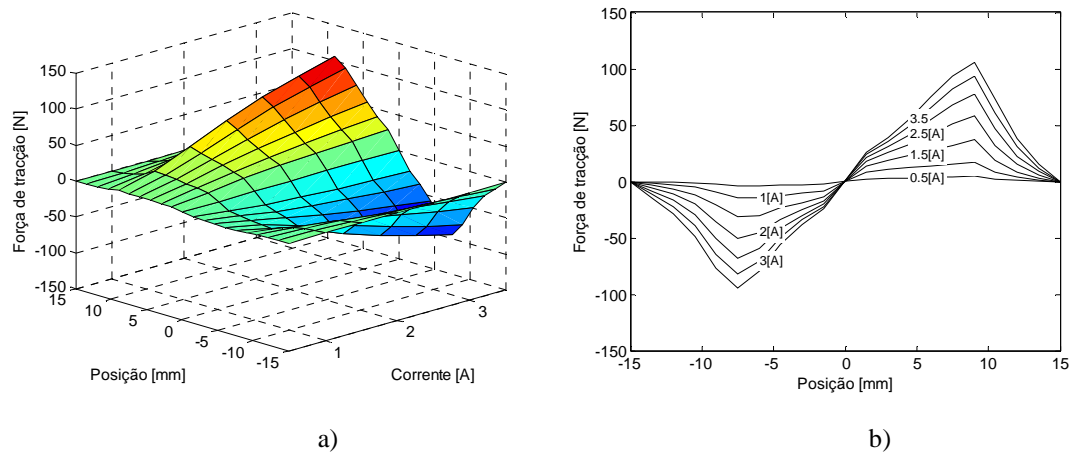 150
100
50
0
-50
-100
-150
Força de tracção [N]
15
10
5
0
-5
-10
-15
Posição [mm]
1
2
3
Corrente [A]
a)
150
100
50
0
-50
-100
-150
Força de tracção [N]
3.5
2.5[A]
1.5[A]
0.5[A]
1[A]
2[A]
3[A]
-15
-10
-5
0
5
10
15
Posição [mm]
b)